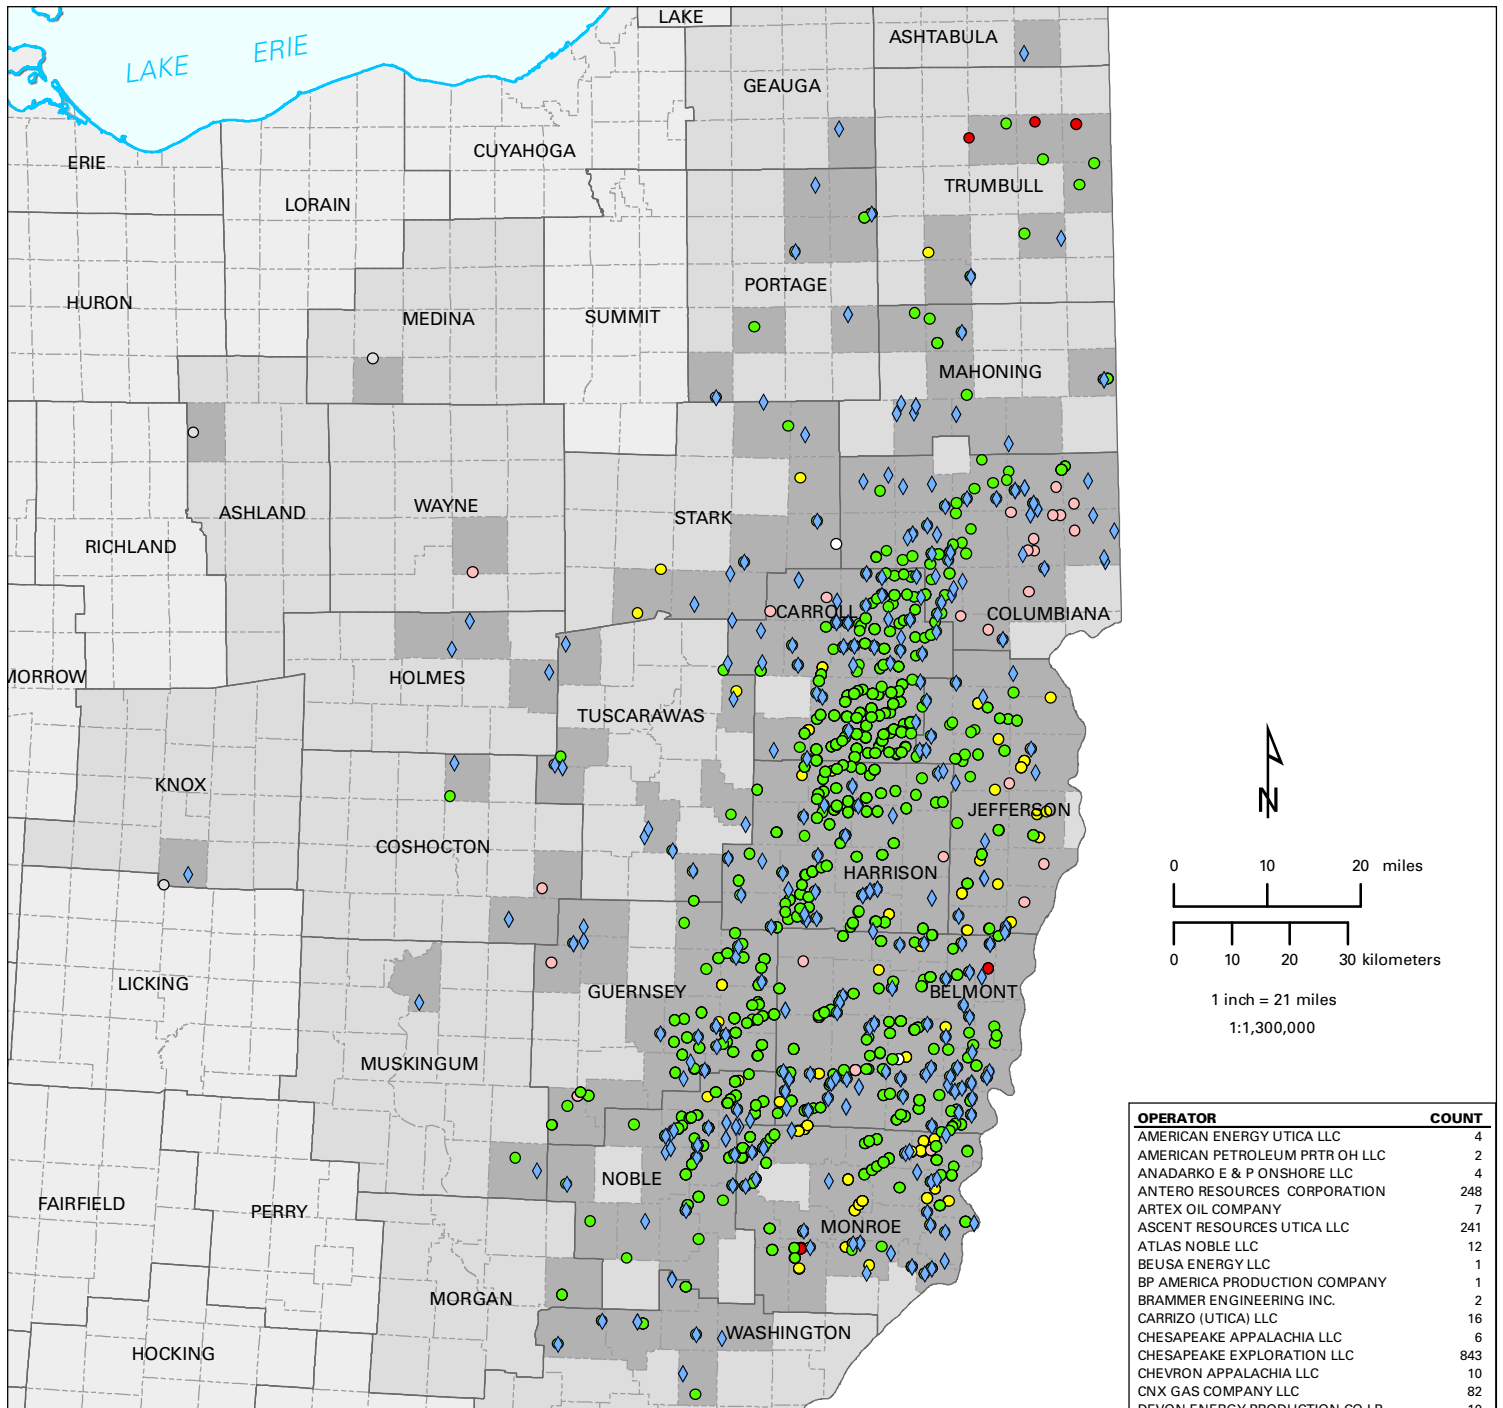 LAKE
ASHTABULA
LAKE ERIE
GEAUGA
CUYAHOGA
ERIE
TRUMBULL
LORAIN
PORTAGE
HURON
MEDINA
SUMMIT
MAHONING
WAYNE
ASHLAND
STARK
RICHLAND
CARROLL
COLUMBIANA
MORROW
HOLMES
TUSCARAWAS
KNOX
JEFFERSON
COSHOCTON
HARRISON
LICKING
GUERNSEY
BELMONT
MUSKINGUM
NOBLE
FAIRFIELD
PERRY
MONROE
MORGAN
WASHINGTON
HOCKING
N
0 10 20 miles
0 10 20 30 kilometers
1 inch = 21 miles
1:1,300,000
OPERATOR COUNT
AMERICAN ENERGY UTICA LLC 4
AMERICAN PETROLEUM PRTR OH LLC 2
ANADARKO E & P ONSHORE LLC 4
ANTERO RESOURCES CORPORATION 248
ARTEX OIL COMPANY 7
ASCENT RESOURCES UTICA LLC 241
ATLAS NOBLE LLC 12
BEUSA ENERGY LLC 1
BP AMERICA PRODUCTION COMPANY 1
BRAMMER ENGINEERING INC. 2
CARRIZO (UTICA) LLC 16
CHESAPEAKE APPALACHIA LLC 6
CHESAPEAKE EXPLORATION LLC 843
CHEVRON APPALACHIA LLC 10
CNX GAS COMPANY LLC 82
DEVON ENERGY PRODUCTION CO LP